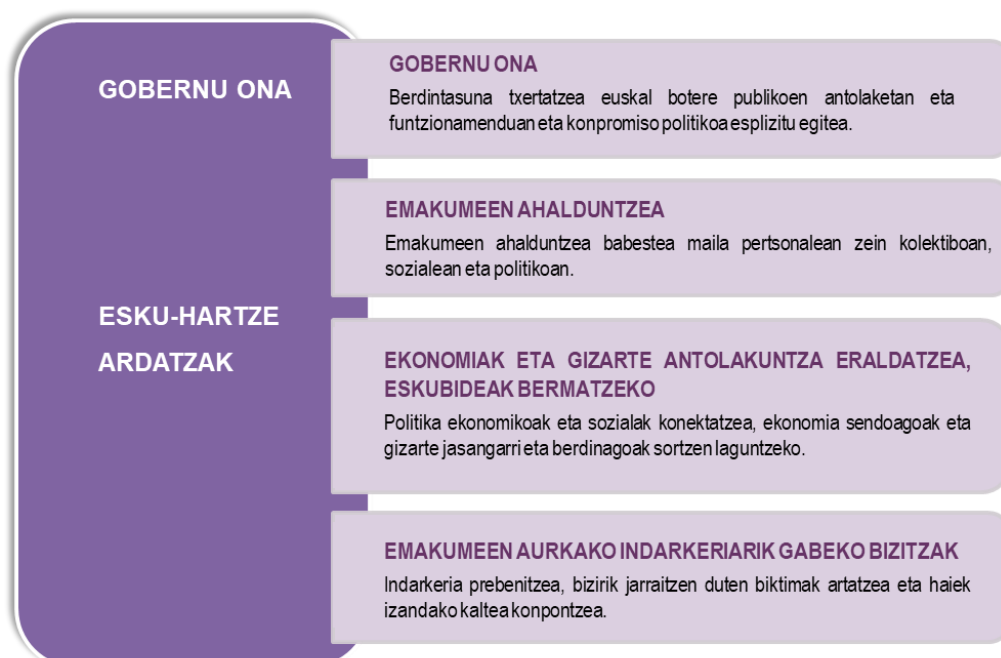 GOBERNU ONA
GOBERNU ONA
Berdintasuna txertatzea euskal botere publikoen antolaketan eta
funtzionamenduan eta konpromiso politikoa esplizitu egitea.
EMAKUMEEN AHALDUNTZEA
Emakumeen ahalduntzea babestea maila pertsonalean zein kolektiboan,
sozialean eta politikoan.
ESKU-HARTZE
ARDATZAK
EKONOMIAK ETA GIZARTE ANTOLAKUNTZA ERALDATZEA,
ESKUBIDEAK BERMATZEKO
Politika ekonomikoak eta sozialak konektatzea, ekonomia sendoagoak eta
gizarte jasangarri eta berdinagoak sortzen laguntzeko.
EMAKUMEEN AURKAKO INDARKERIARIK GABEKO BIZITZAK
Indarkeria prebenitzea, bizirik jarraitzen duten biktimak artatzea eta haiek
izandako kaltea konpontzea.